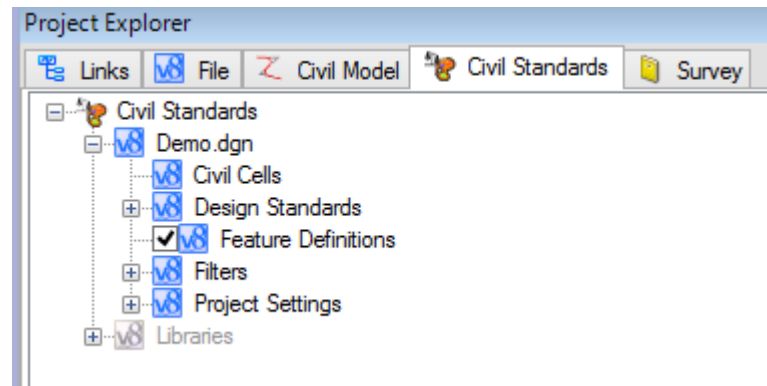 Project Explorer
Links File Civil Model Civil Standards Survey
Civil Standards
Demo.dgn
Civil Cells
Design Standards
Feature Definitions
Filters
Project Settings
Libraries